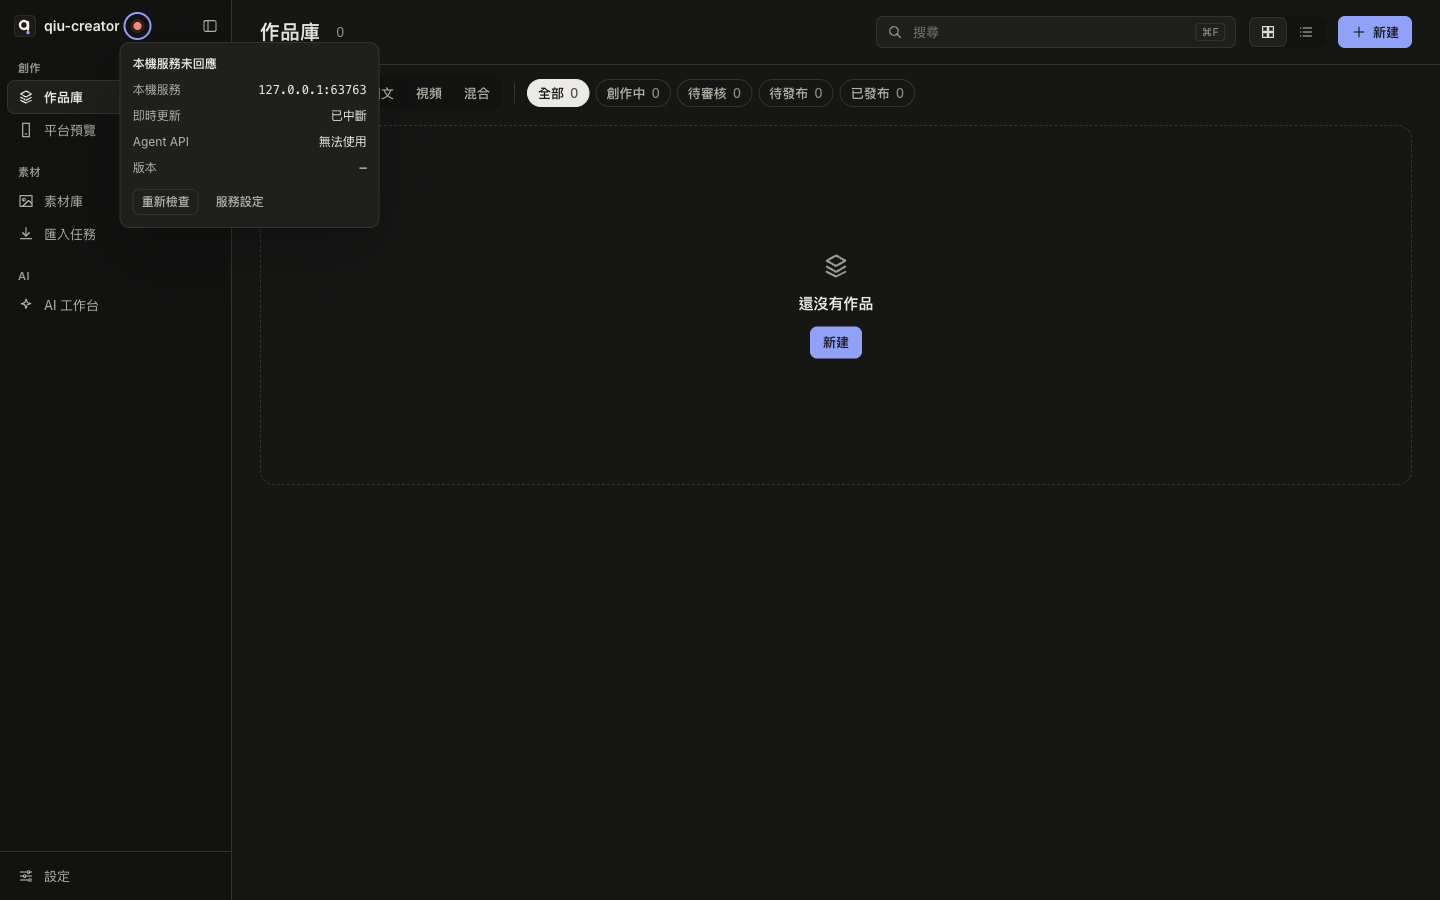 qiu-creator
創作
作品庫
平台預覽
素材
素材庫
匯入任務
AI
AI 工作台
設定
本機服務未回應
本機服務 127.0.0.1:63763
即時更新 已中斷
Agent API 無法使用
版本 –
重新檢查 服務設定
作品庫 0
搜尋 ⌘F
新建
文 視頻 混合 全部 0 創作中 0 待審核 0 待發布 0 已發布 0
還沒有作品
新建